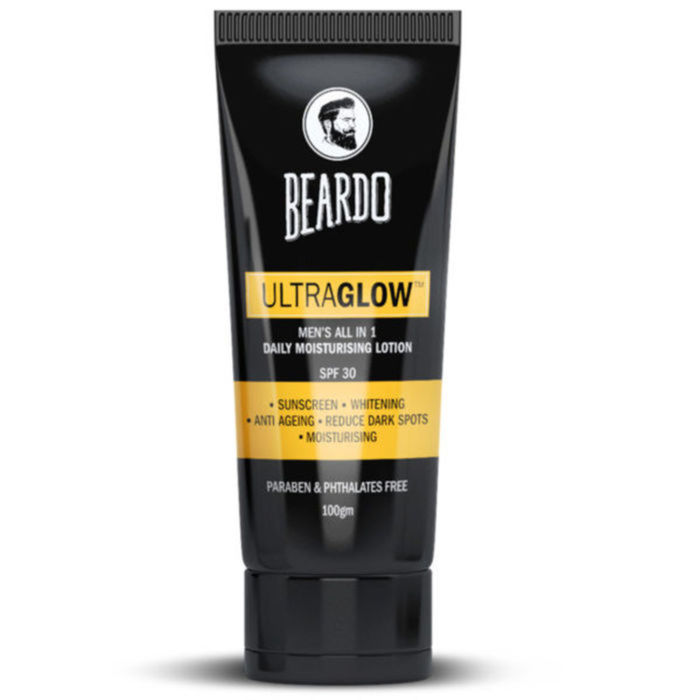 BEARDO
ULTRAGLOW™
MEN'S ALL IN 1
DAILY MOISTURISING LOTION
SPF 30
• SUNSCREEN • WHITENING
• ANTI AGEING • REDUCE DARK SPOTS
• MOISTURISING
PARABEN & PHTHALATES FREE
100gm